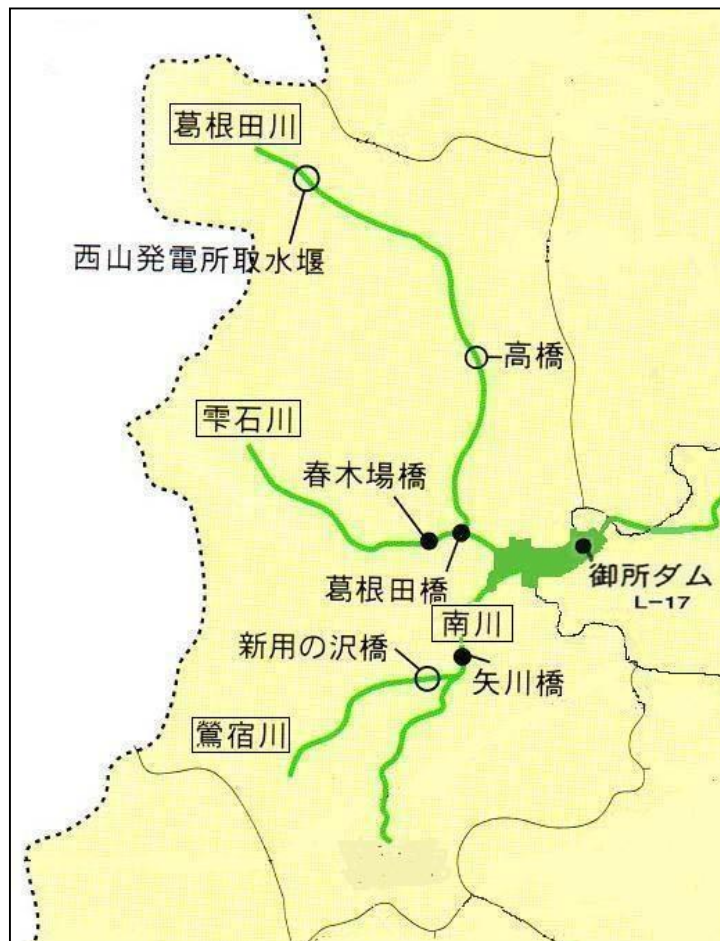 葛根田川
西山発電所取水堰
高橋
雫石川
春木場橋
葛根田橋
御所ダム
L-17
南川
新用の沢橋
矢川橋
鶯宿川